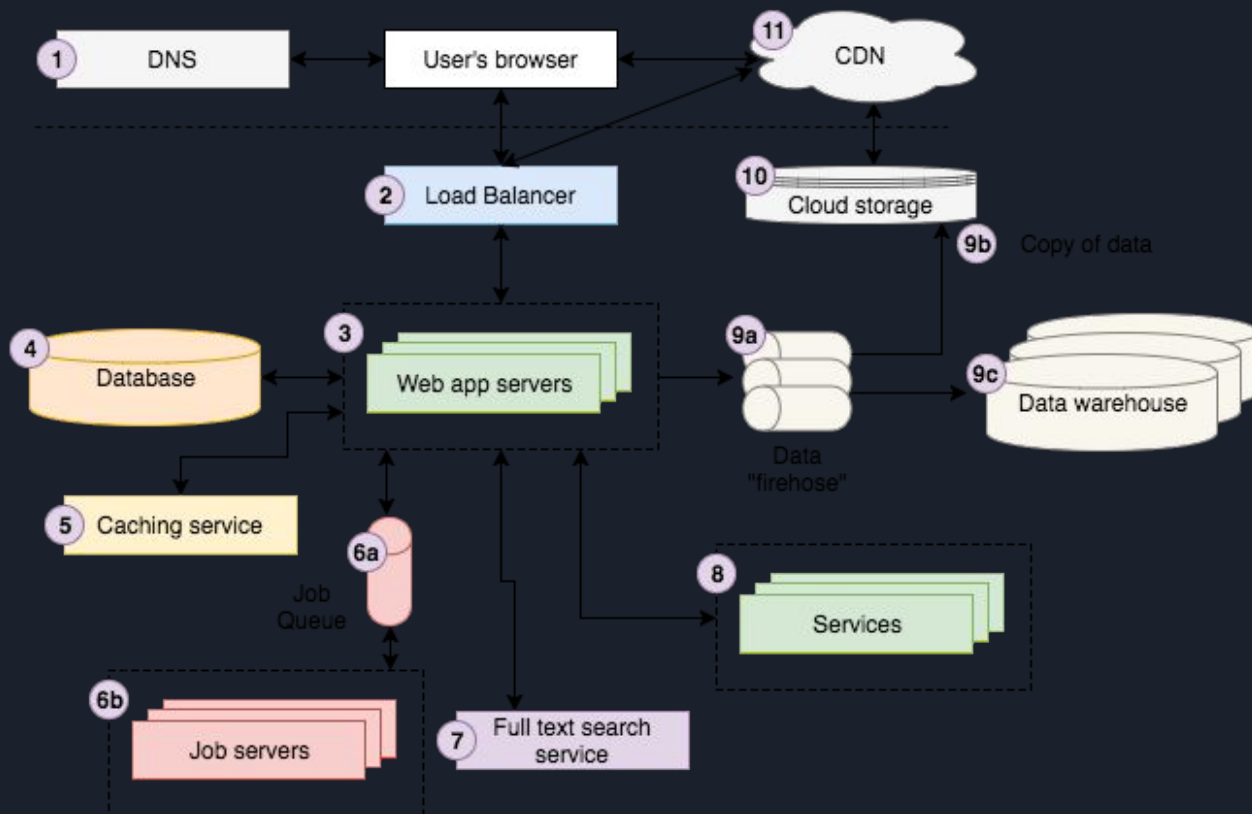 1
DNS
User's browser
11
CDN
2
Load Balancer
10
Cloud storage
9b
Copy of data
3
Web app servers
4
Database
9a
Data
"firehose"
9c
Data warehouse
5
Caching service
6a
Job
Queue
8
Services
6b
Job servers
7
Full text search
service